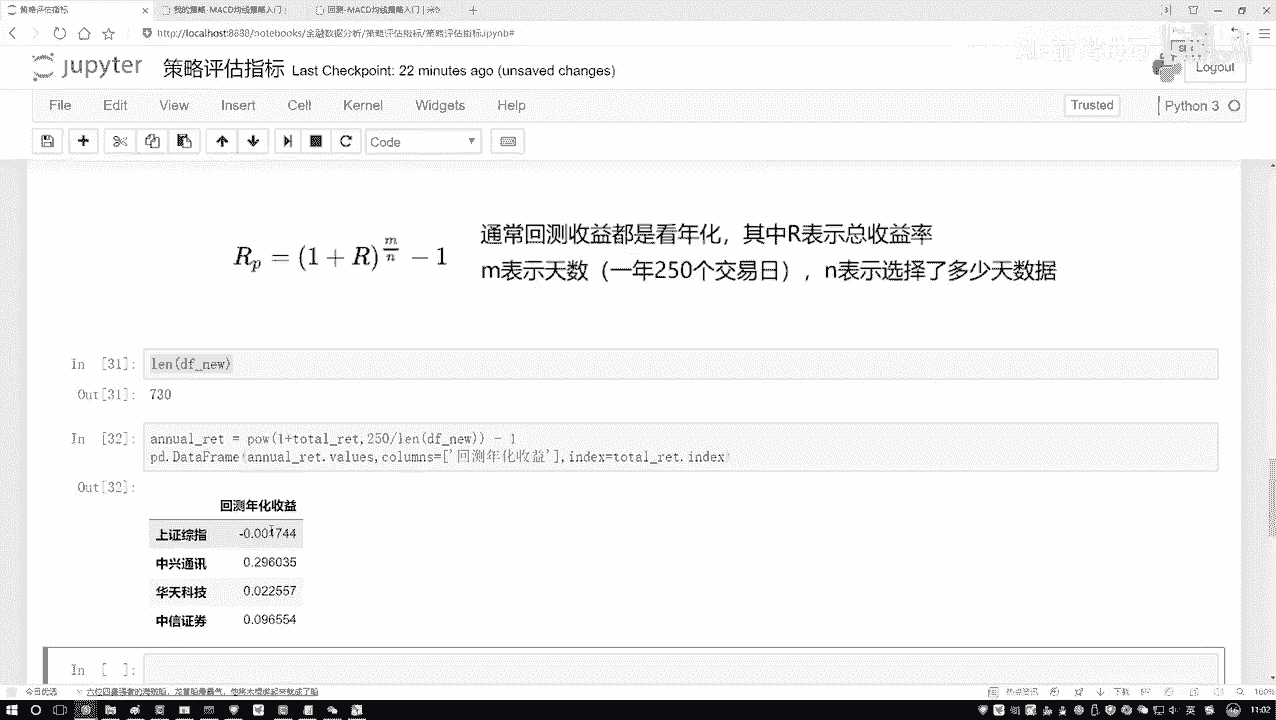 策略评估指标
我的策略-MACD均线策略入门
回测-MACD均线策略入门
http://localhost:8888/notebooks/金融数据分析/策略评估指标/策略评估指标.ipynb#
jupyter 策略评估指标 Last Checkpoint: 22 minutes ago (unsaved changes)
Logout
File Edit View Insert Cell Kernel Widgets Help
Trusted
Python 3
Code
R_p = (1 + R)^{m/n} − 1
通常回测收益都是看年化，其中R表示总收益率
m表示天数（一年250个交易日），n表示选择了多少天数据
In [31]: len(df_new)
Out[31]: 730
In [32]: annual_ret = pow(1+total_ret,250/len(df_new)) - 1
pd.DataFrame(annual_ret.values,columns=['回测年化收益'],index=total_ret.index)
Out[32]:
回测年化收益
上证综指 -0.001744
中兴通讯 0.296035
华天科技 0.022557
中信证券 0.096554
In [ ]:
今日优选
下载
160%
英
11:02